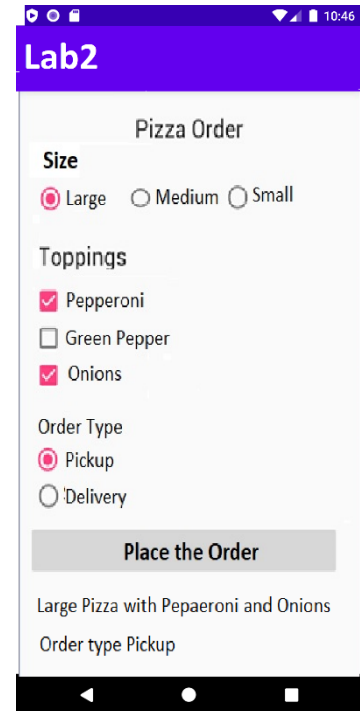 10:46
Lab2
Pizza Order
Size
Large Medium Small
Toppings
Pepperoni
Green Pepper
Onions
Order Type
Pickup
Delivery
Place the Order
Large Pizza with Pepaeroni and Onions
Order type Pickup